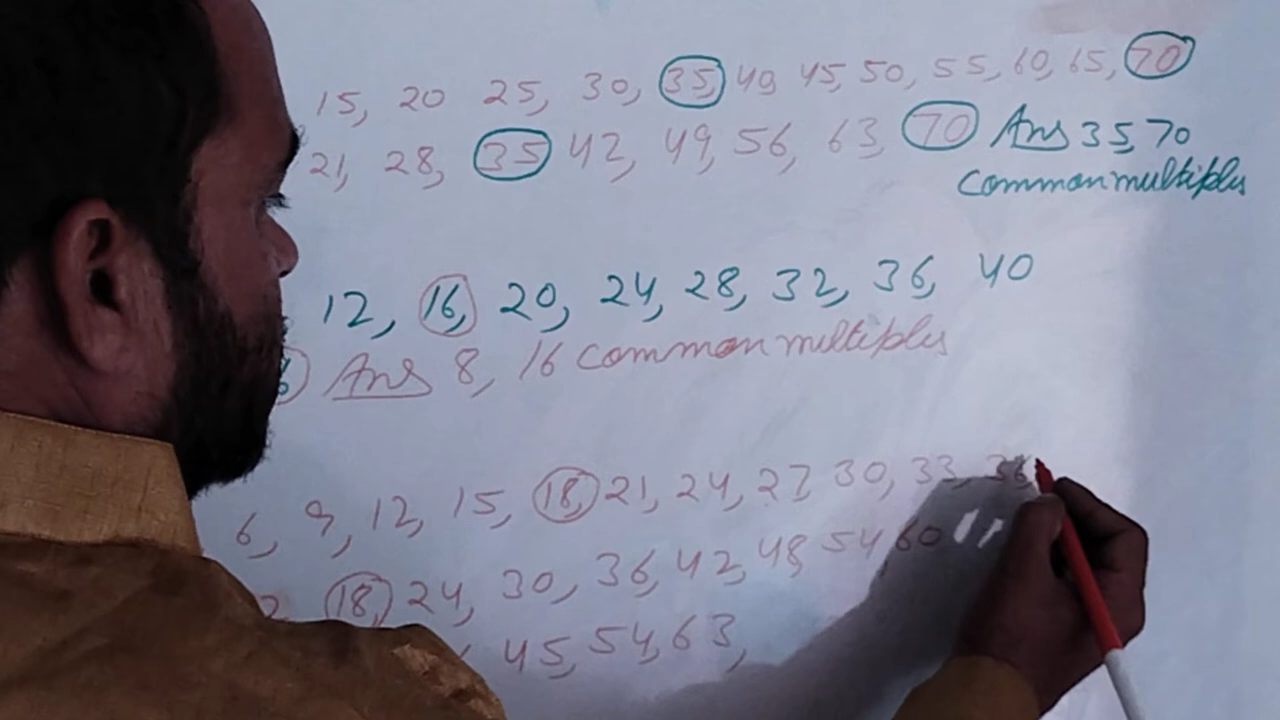 15, 20 25, 30, 35, 40 45, 50, 55, 60, 65, 70
21, 28, 35 42, 49, 56, 63, 70 Ans 35, 70
common multiples
12, 16, 20, 24, 28, 32, 36, 40
Ans 8, 16 common multiples
6, 9, 12, 15, 18, 21, 24, 27 30, 33, 36
18, 24, 30, 36, 42, 48, 54 60
45, 54, 63,